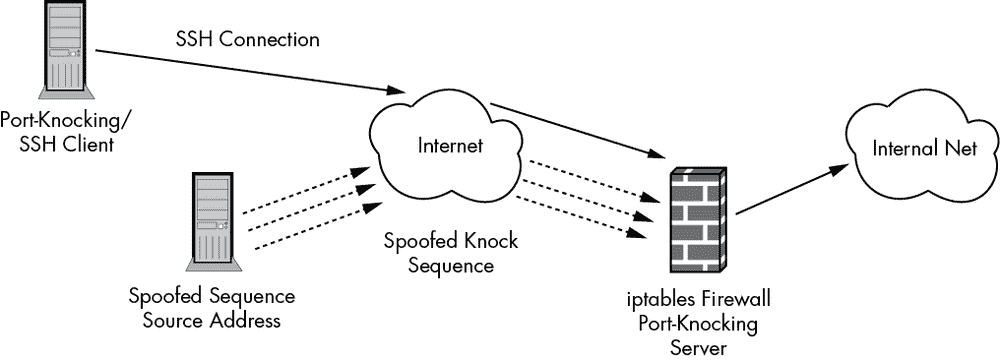 SSH Connection
Port-Knocking/
SSH Client
Internet
Internal Net
Spoofed Knock
Sequence
Spoofed Sequence
Source Address
iptables Firewall
Port-Knocking
Server